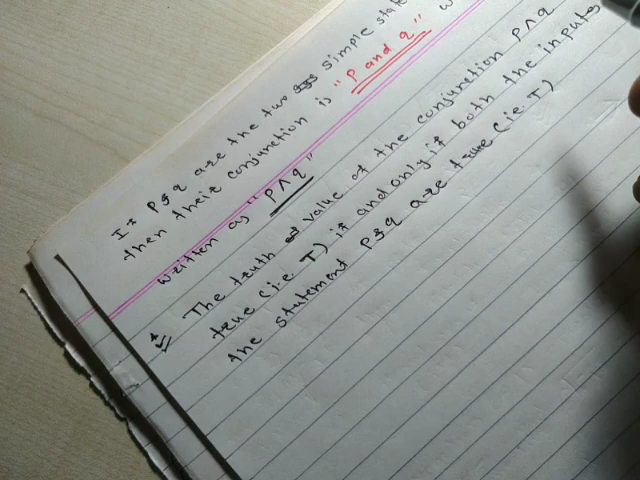 If p & q are the two simple state
then their conjunction is "p and q" w
written as "p ∧ q"
The truth value of the conjunction p ∧ q
true (i.e. T) if and only if both the inputs
the statement p & q are true (i.e. T)